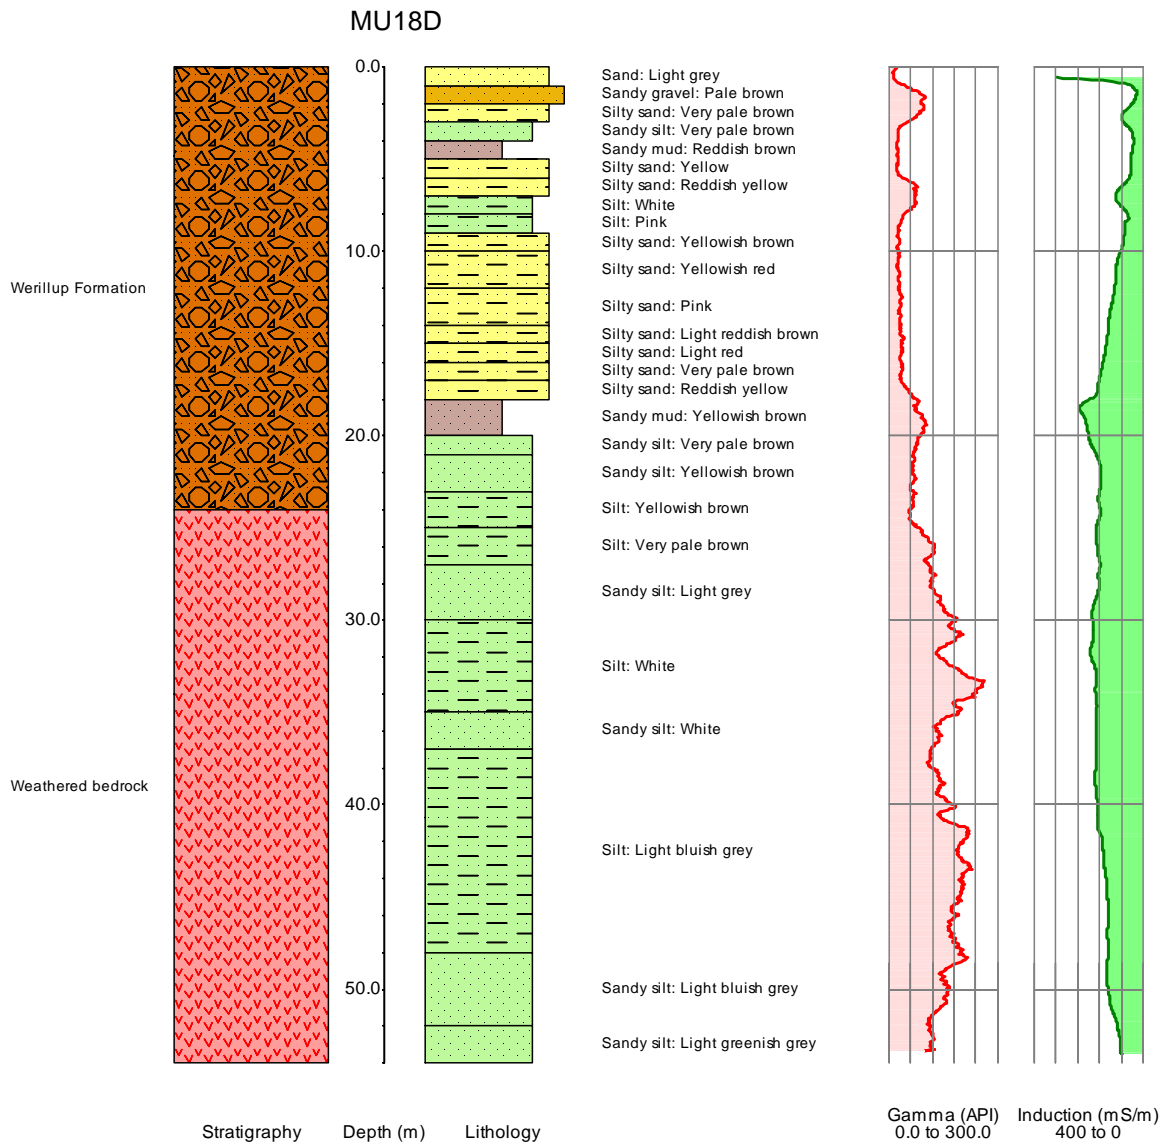 MU18D
0.0
Sand: Light grey
Sandy gravel: Pale brown
Silty sand: Very pale brown
Sandy silt: Very pale brown
Sandy mud: Reddish brown
Silty sand: Yellow
Silty sand: Reddish yellow
Silt: White
Silt: Pink
Silty sand: Yellowish brown
10.0
Silty sand: Yellowish red
Werillup Formation
Silty sand: Pink
Silty sand: Light reddish brown
Silty sand: Light red
Silty sand: Very pale brown
Silty sand: Reddish yellow
Sandy mud: Yellowish brown
20.0
Sandy silt: Very pale brown
Sandy silt: Yellowish brown
Silt: Yellowish brown
Silt: Very pale brown
Sandy silt: Light grey
30.0
Silt: White
Sandy silt: White
Weathered bedrock
40.0
Silt: Light bluish grey
50.0
Sandy silt: Light bluish grey
Sandy silt: Light greenish grey
Stratigraphy
Depth (m)
Lithology
Gamma (API)
0.0 to 300.0
Induction (mS/m)
400 to 0